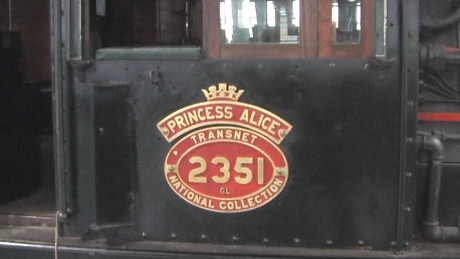 PRINCESS ALICE
TRANSNET
2351
GL
NATIONAL COLLECTION